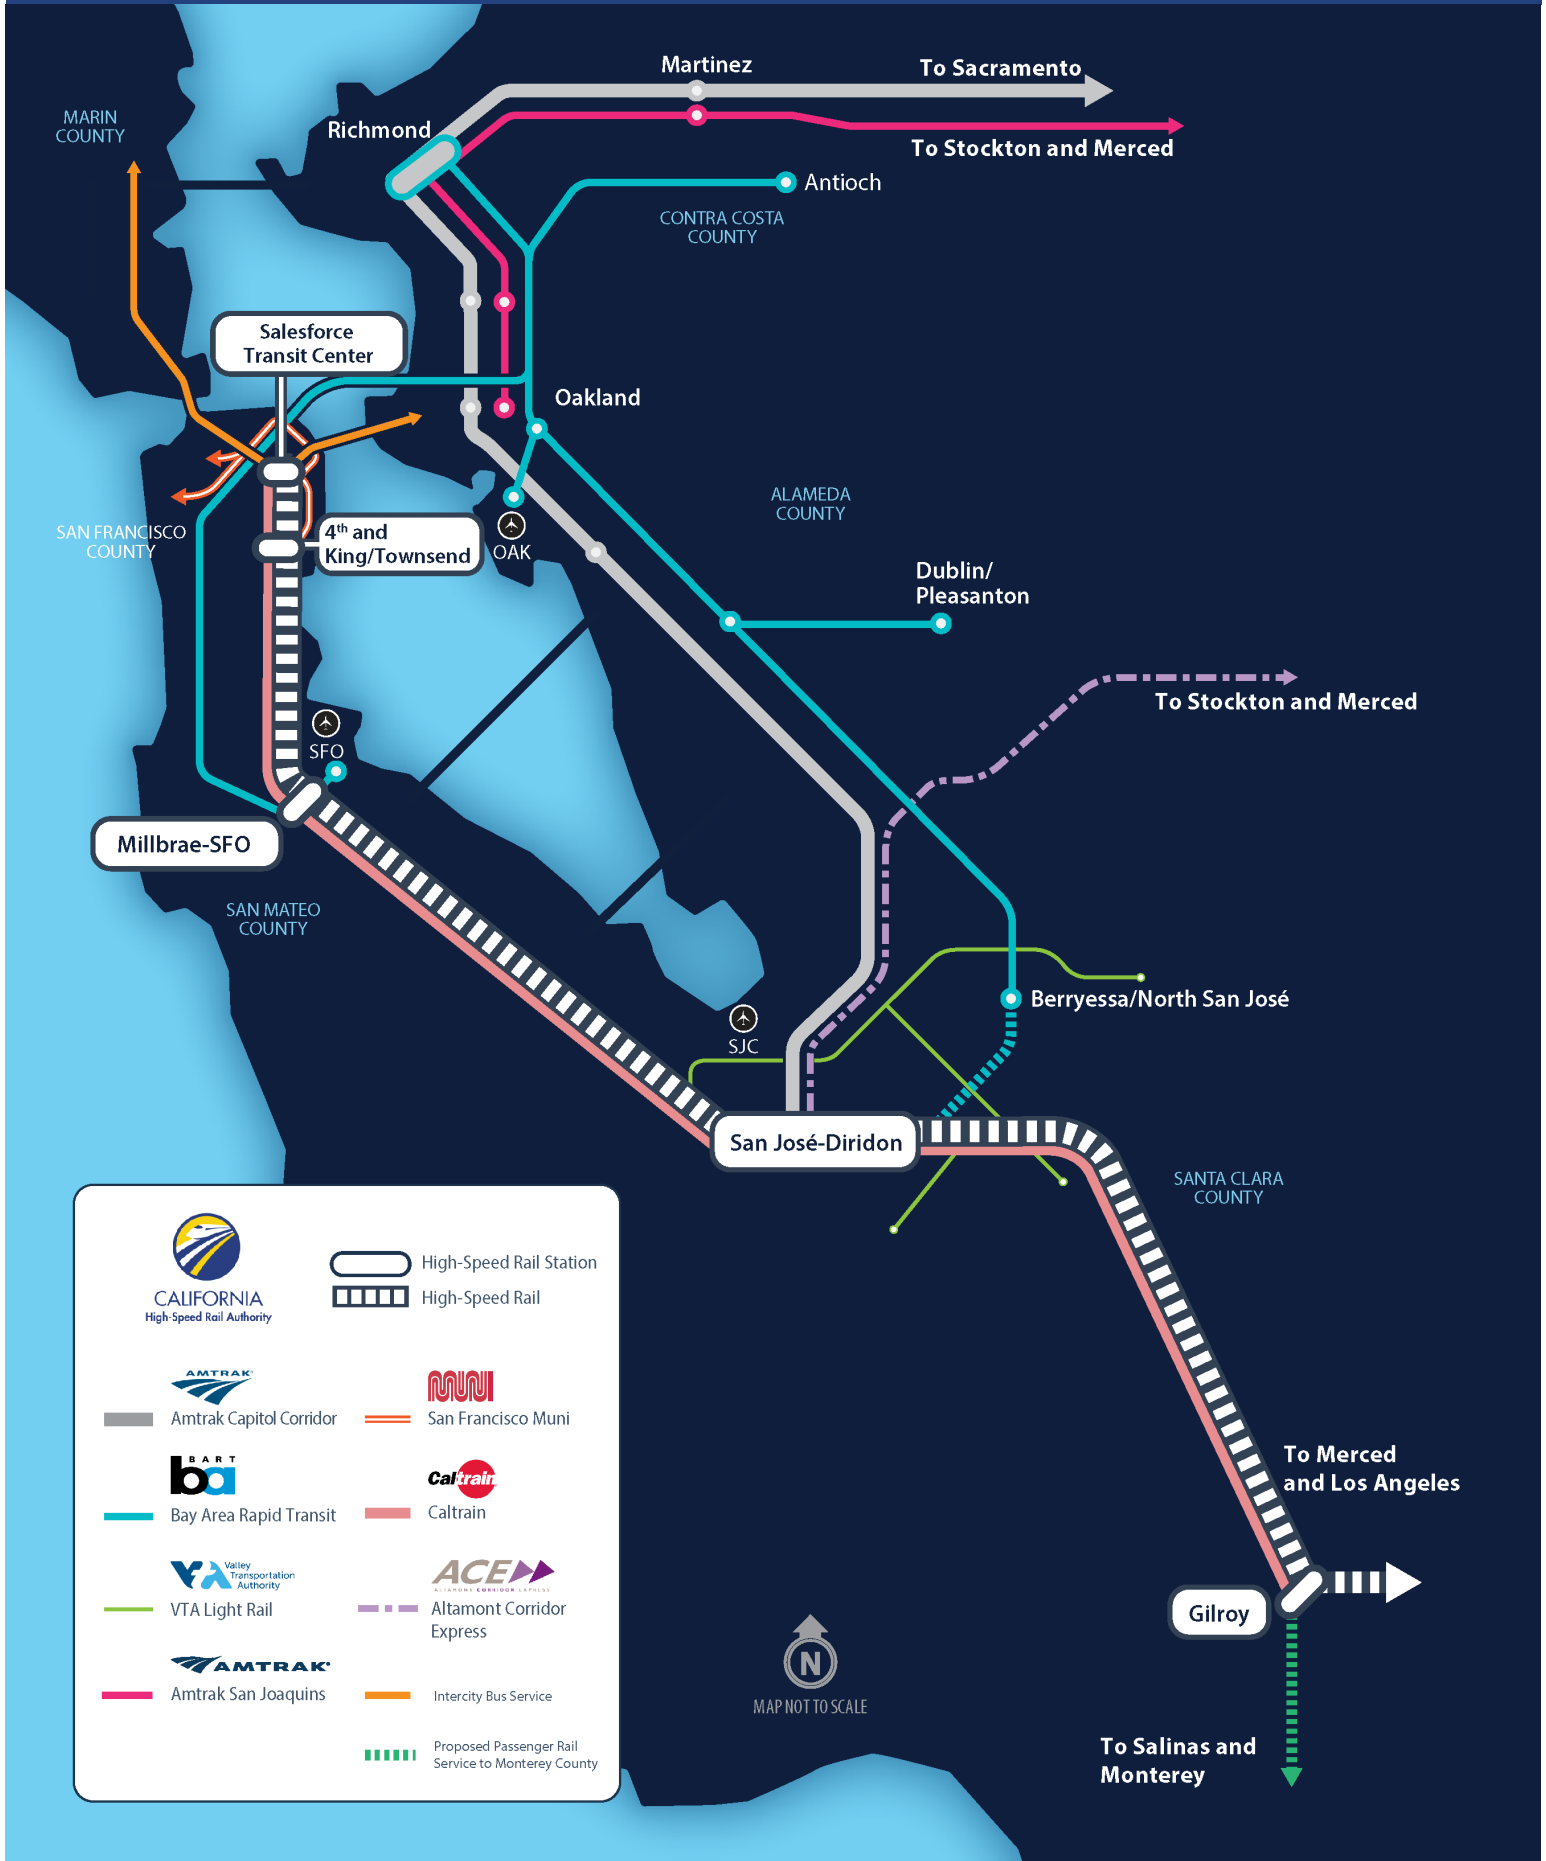 Martinez
To Sacramento
MARIN
COUNTY
Richmond
To Stockton and Merced
Antioch
CONTRA COSTA
COUNTY
Salesforce
Transit Center
Oakland
ALAMEDA
COUNTY
SAN FRANCISCO
COUNTY
4th and
King/Townsend
OAK
Dublin/
Pleasanton
To Stockton and Merced
SFO
Millbrae-SFO
SAN MATEO
COUNTY
Berryessa/North San José
SJC
San José-Diridon
SANTA CLARA
COUNTY
CALIFORNIA
High-Speed Rail Authority
High-Speed Rail Station
High-Speed Rail
AMTRAK
Amtrak Capitol Corridor
MUNI
San Francisco Muni
BART
ba
Bay Area Rapid Transit
Caltrain
Caltrain
VTA
Valley
Transportation
Authority
VTA Light Rail
ACE
ALTAMONT CORRIDOR EXPRESS
Altamont Corridor
Express
AMTRAK
Amtrak San Joaquins
Intercity Bus Service
Proposed Passenger Rail
Service to Monterey County
To Merced
and Los Angeles
Gilroy
N
MAP NOT TO SCALE
To Salinas and
Monterey